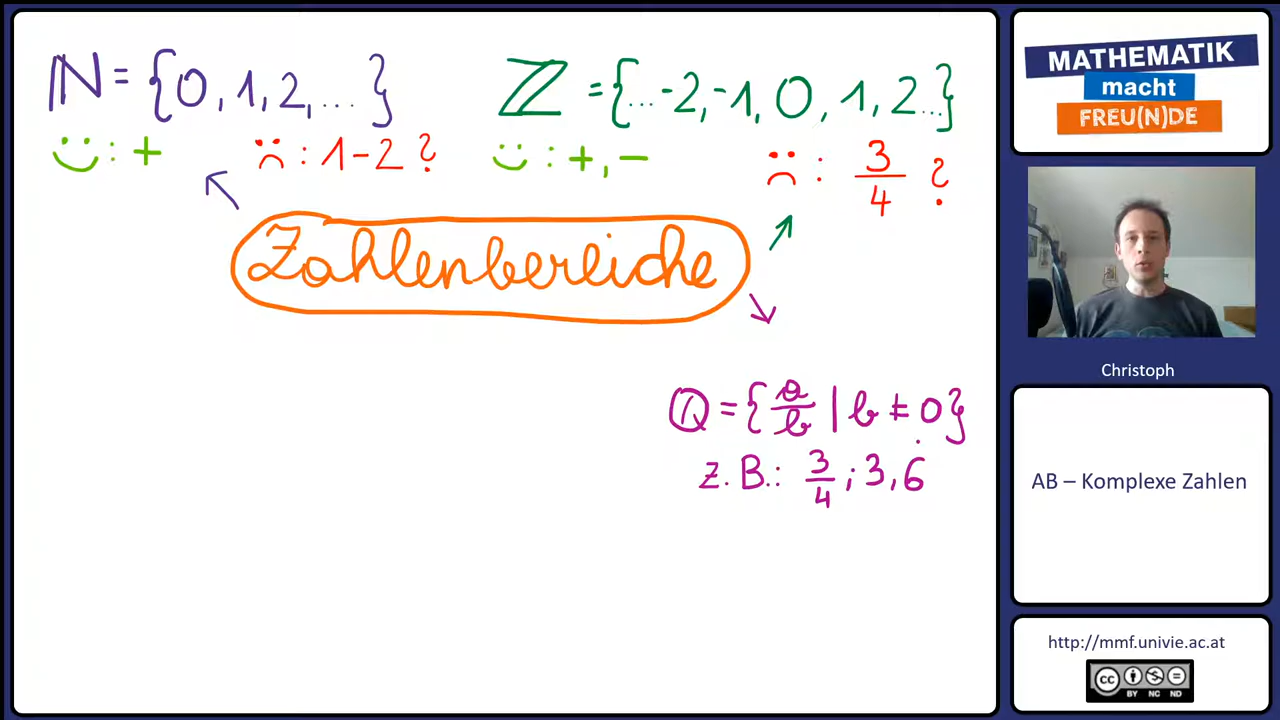 ℕ = {0, 1, 2, ... }
☺: +
☹: 1-2 ?
ℤ = {... -2, -1, 0, 1, 2 ...}
☺: +, -
☹: 3/4 ?
Zahlenbereiche
ℚ = {a/b | b ≠ 0}
z.B.: 3/4 ; 3,6̇
MATHEMATIK
macht
FREU(N)DE
Christoph
AB – Komplexe Zahlen
http://mmf.univie.ac.at
CC
BY NC ND